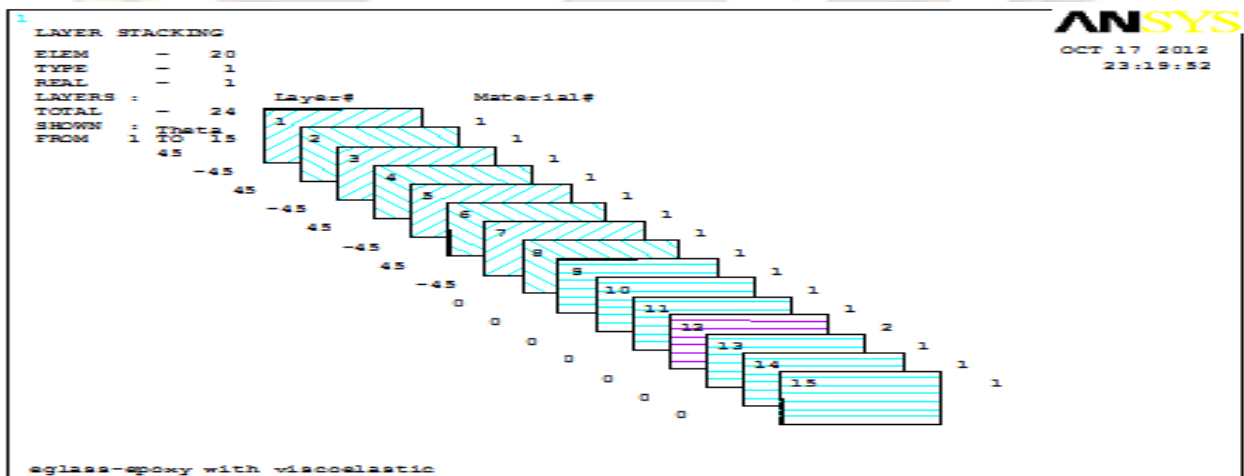 1
ANSYS
LAYER STACKING
OCT 17 2012
23:19:52
ELEM = 20
TYPE = 1
REAL = 1
LAYERS :
TOTAL = 24
SHOWN :
FROM 1 TO 15
Theta Layer# Material#
45 1 1
-45 2 1
45 3 1
-45 4 1
45 5 1
-45 6 1
45 7 1
-45 8 1
0 9 1
0 10 1
0 11 1
0 12 2
0 13 1
0 14 1
0 15 1
eglass-epoxy with viscoelastic